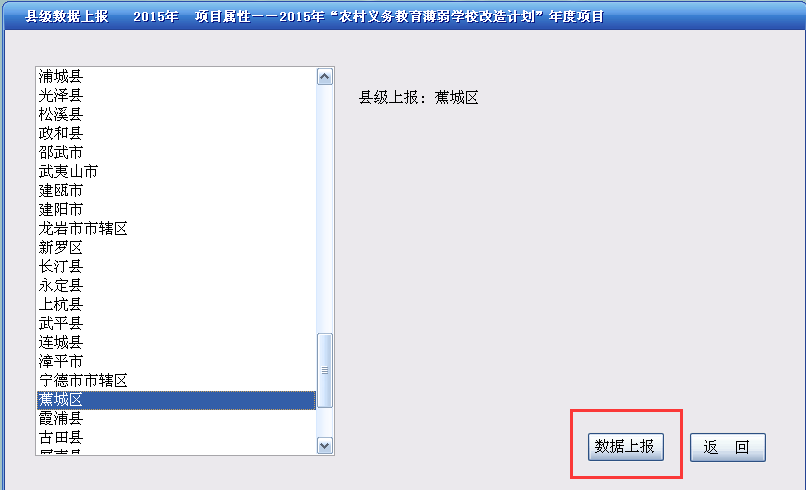 县级数据上报 2015年 项目属性－－2015年“农村义务教育薄弱学校改造计划”年度项目
浦城县
光泽县
松溪县
政和县
邵武市
武夷山市
建瓯市
建阳市
龙岩市市辖区
新罗区
长汀县
永定县
上杭县
武平县
连城县
漳平市
宁德市市辖区
蕉城区
霞浦县
古田县
县级上报: 蕉城区
数据上报
返 回